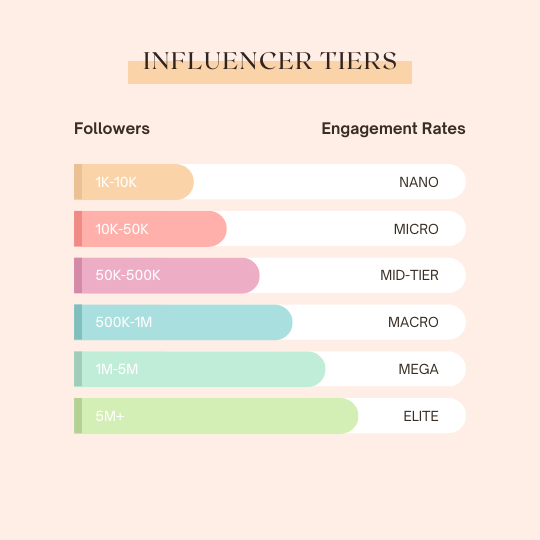 INFLUENCER TIERS
Followers Engagement Rates
1K-10K NANO
10K-50K MICRO
50K-500K MID-TIER
500K-1M MACRO
1M-5M MEGA
5M+ ELITE